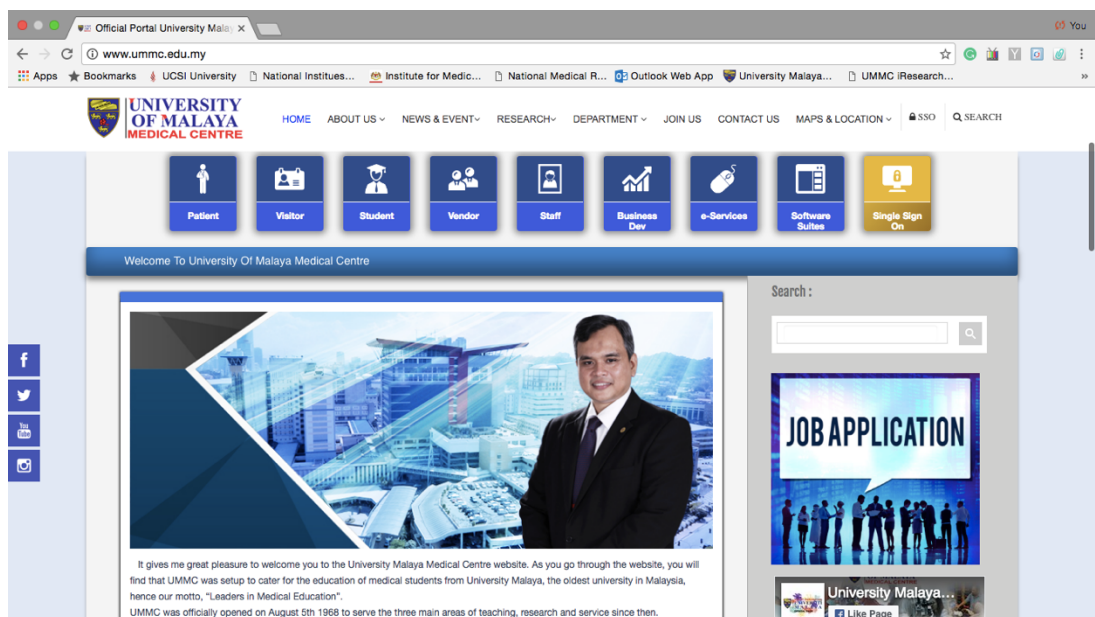 Official Portal University Malay
You
www.ummc.edu.my
Apps Bookmarks UCSI University National Institues... Institute for Medic... National Medical R... Outlook Web App University Malaya... UMMC iResearch... »
UNIVERSITY
OF MALAYA
MEDICAL CENTRE
HOME ABOUT US NEWS & EVENT RESEARCH DEPARTMENT JOIN US CONTACT US MAPS & LOCATION SSO SEARCH
Patient Visitor Student Vendor Staff Business Dev e-Services Software Suites Single Sign On
Welcome To University Of Malaya Medical Centre
Search :
f
You
Tube
JOB APPLICATION
It gives me great pleasure to welcome you to the University Malaya Medical Centre website. As you go through the website, you will
find that UMMC was setup to cater for the education of medical students from University Malaya, the oldest university in Malaysia,
hence our motto, “Leaders in Medical Education”.
UMMC was officially opened on August 5th 1968 to serve the three main areas of teaching, research and service since then.
University Malaya...
Like Page